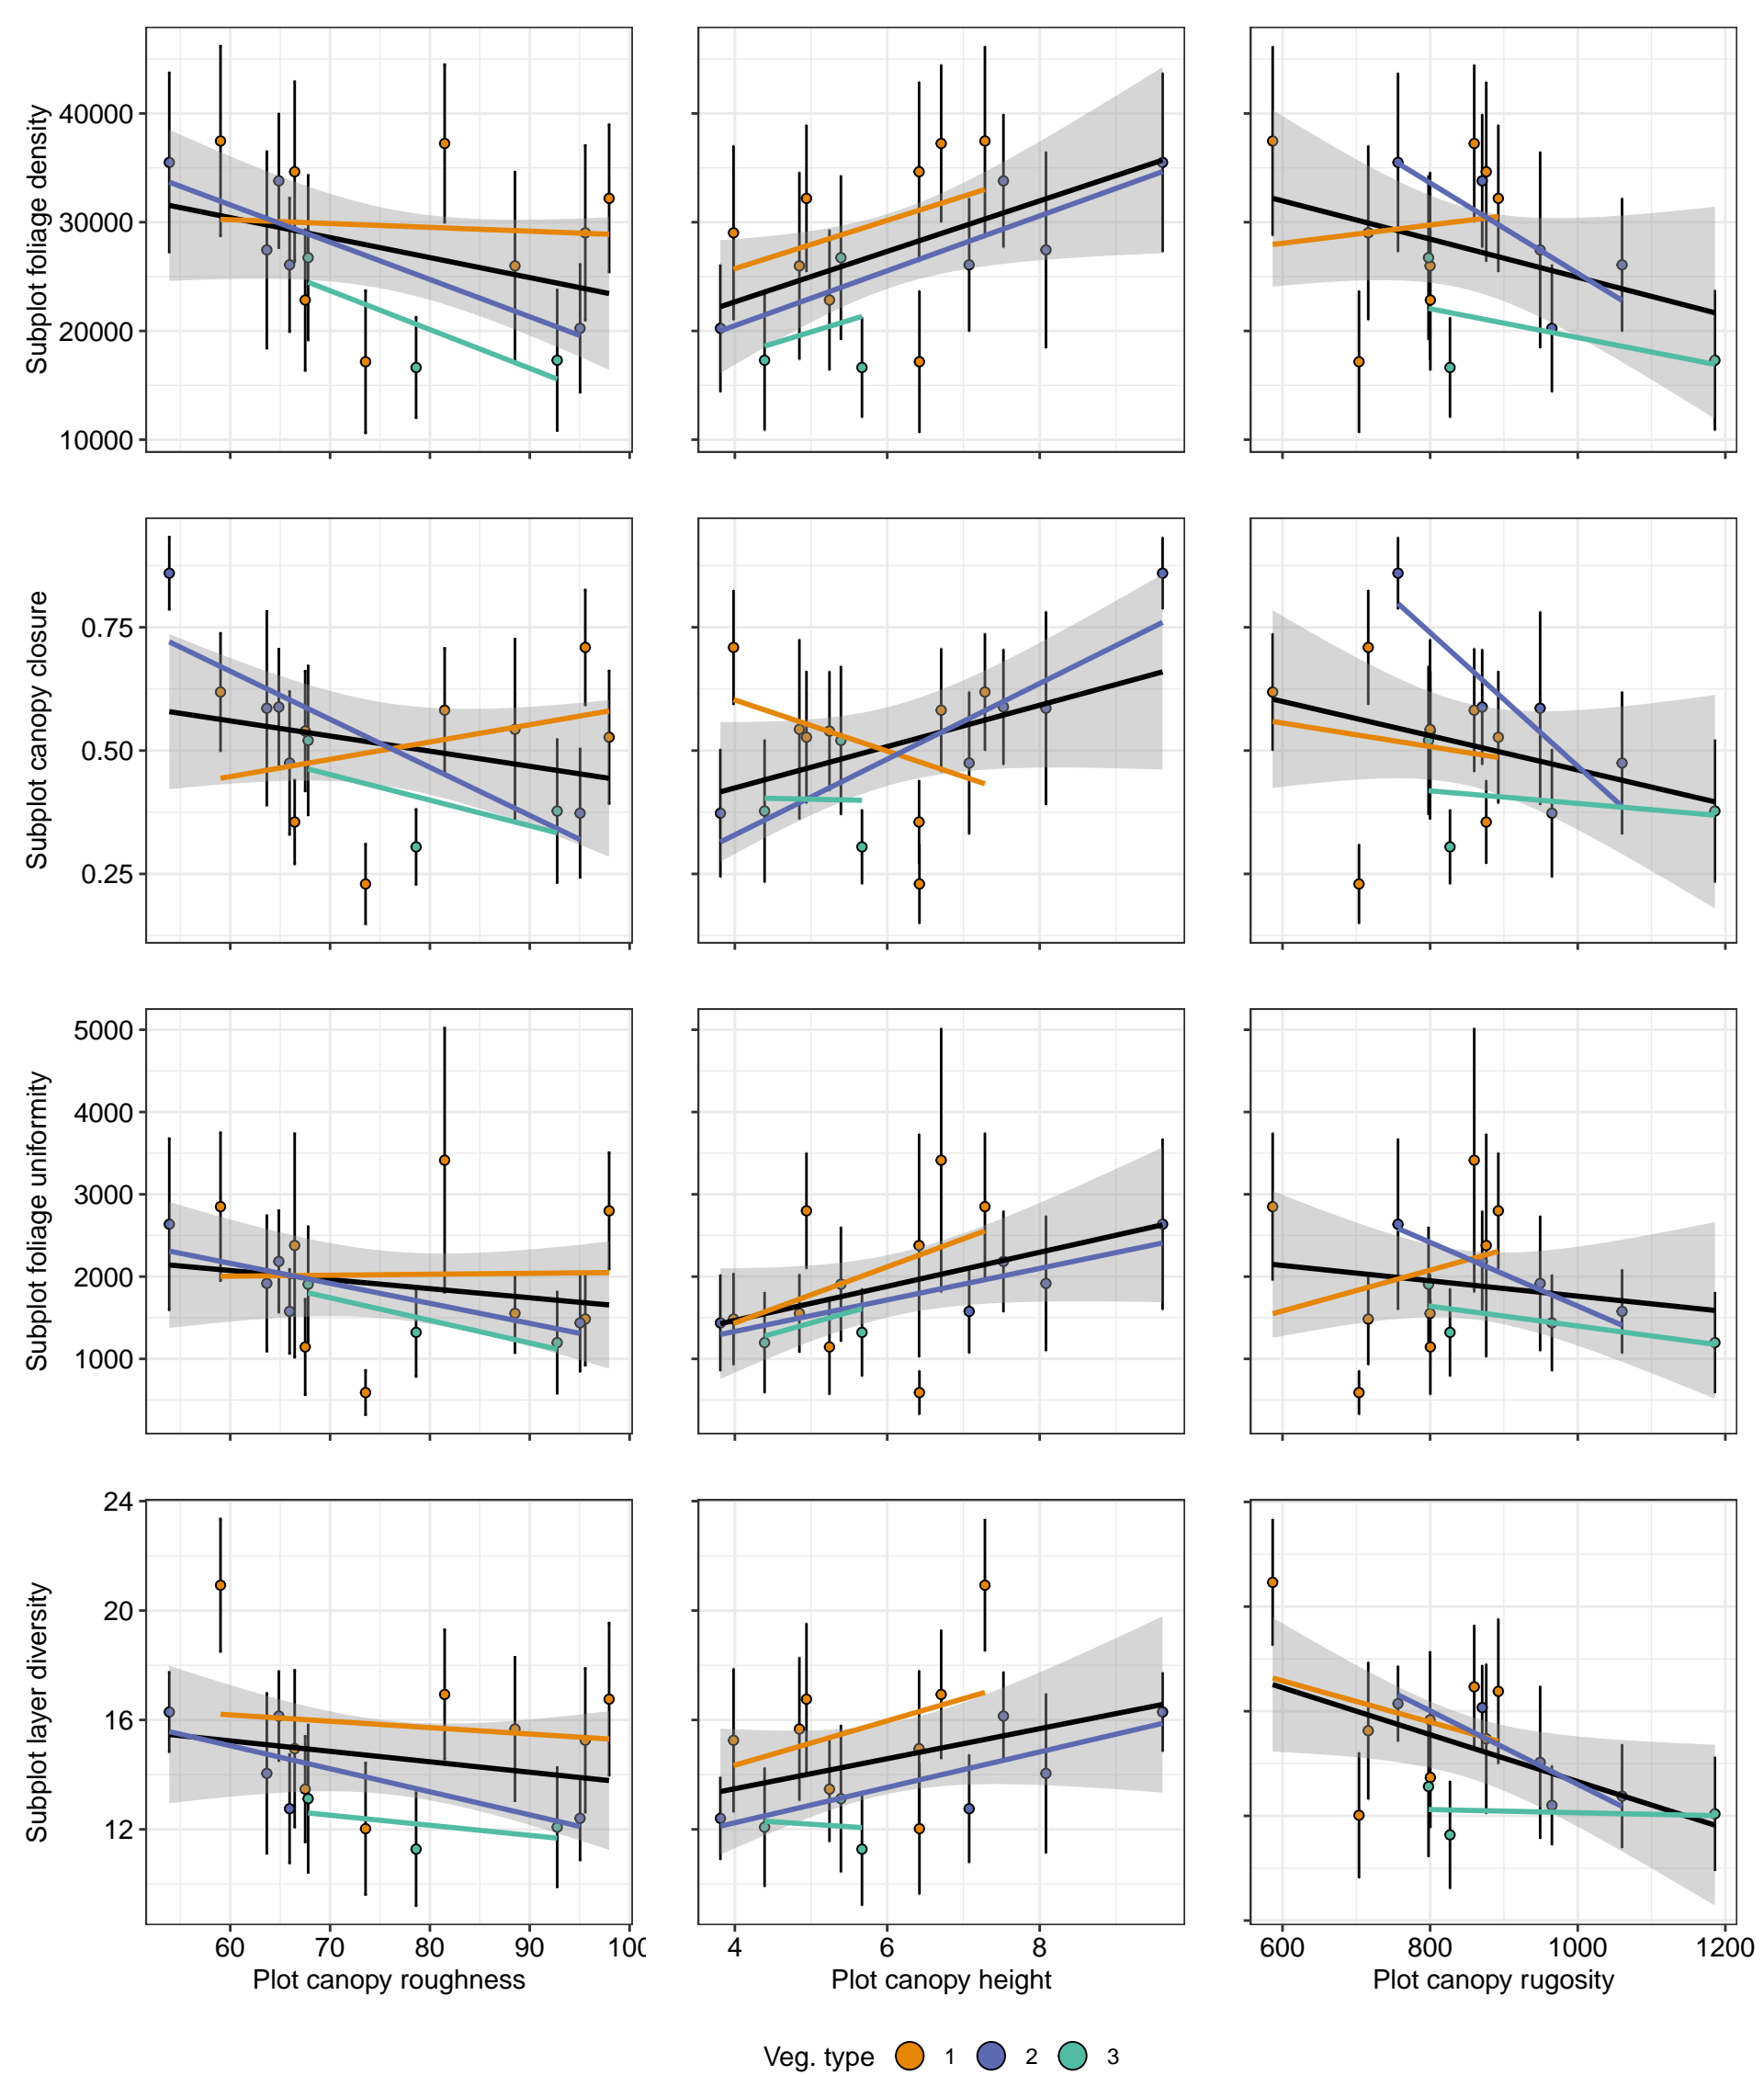 Subplot foliage density
40000
30000
20000
10000
Subplot canopy closure
0.75
0.50
0.25
Subplot foliage uniformity
5000
4000
3000
2000
1000
Subplot layer diversity
24
20
16
12
60 70 80 90 100
4 6 8
600 800 1000 1200
Plot canopy roughness
Plot canopy height
Plot canopy rugosity
Veg. type 1 2 3